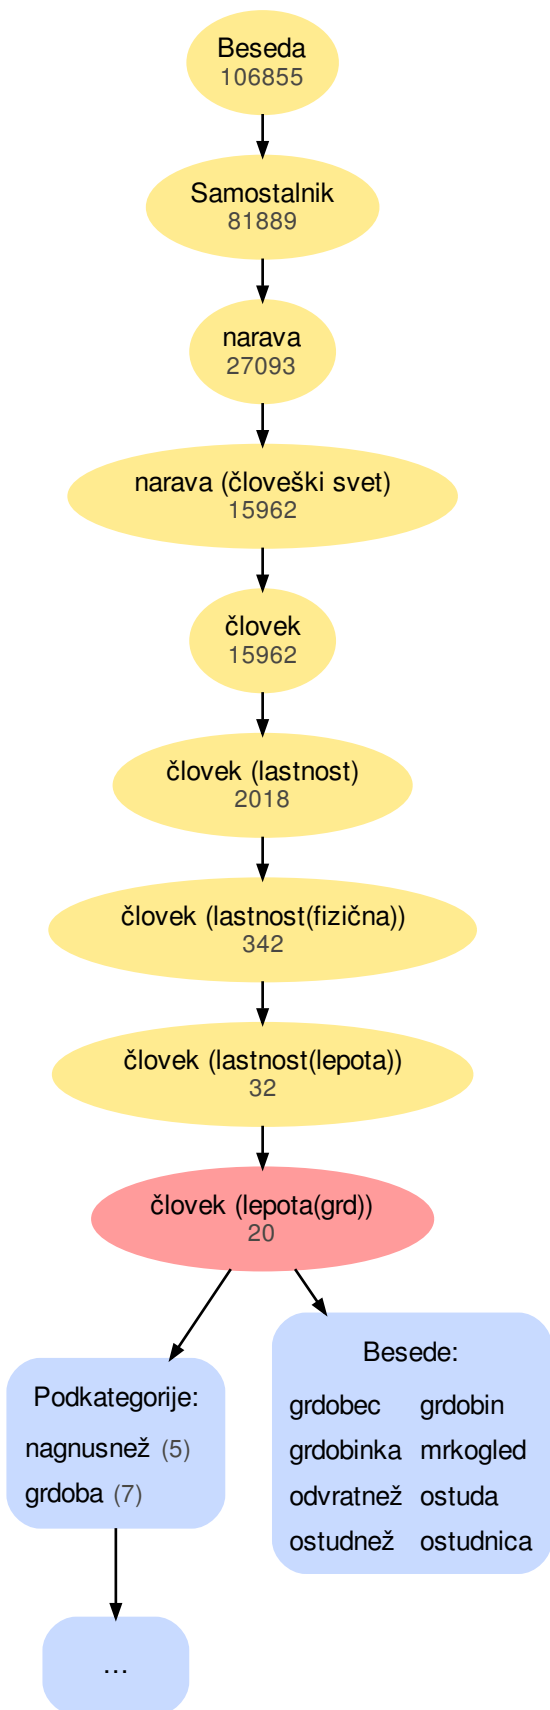 Beseda
106855
Samostalnik
81889
narava
27093
narava (človeški svet)
15962
človek
15962
človek (lastnost)
2018
človek (lastnost(fizična))
342
človek (lastnost(lepota))
32
človek (lepota(grd))
20
Podkategorije:
nagnusnež (5)
grdoba (7)
...
Besede:
grdobec grdobin
grdobinka mrkogled
odvratnež ostuda
ostudnež ostudnica